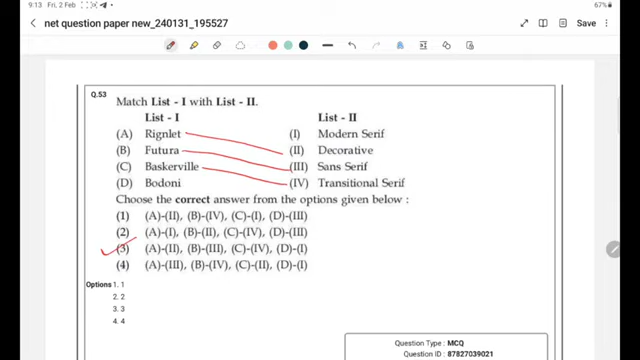 9:13 Fri, 2 Feb
67%
net question paper new_240131_195527
Save
Q.53
Match List - I with List - II.
List - I List - II
(A) Rignlet (I) Modern Serif
(B) Futura (II) Decorative
(C) Baskerville (III) Sans Serif
(D) Bodoni (IV) Transitional Serif
Choose the correct answer from the options given below :
(1) (A)-(II), (B)-(IV), (C)-(I), (D)-(III)
(2) (A)-(I), (B)-(II), (C)-(IV), (D)-(III)
(3) (A)-(II), (B)-(III), (C)-(IV), (D)-(I)
(4) (A)-(III), (B)-(IV), (C)-(II), (D)-(I)
Options 1. 1
2. 2
3. 3
4. 4
Question Type : MCQ
Question ID : 87827039021